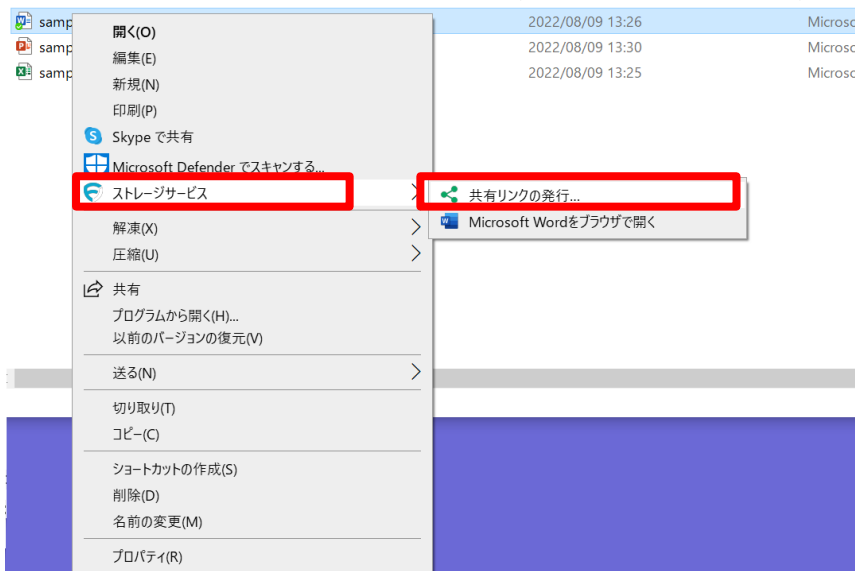 samp 2022/08/09 13:26 Microso
samp 2022/08/09 13:30 Microso
samp 2022/08/09 13:25 Microso
開く(O)
編集(E)
新規(N)
印刷(P)
Skype で共有
Microsoft Defender でスキャンする...
ストレージサービス
共有リンクの発行...
Microsoft Wordをブラウザで開く
解凍(X)
圧縮(U)
共有
プログラムから開く(H)...
以前のバージョンの復元(V)
送る(N)
切り取り(T)
コピー(C)
ショートカットの作成(S)
削除(D)
名前の変更(M)
プロパティ(R)